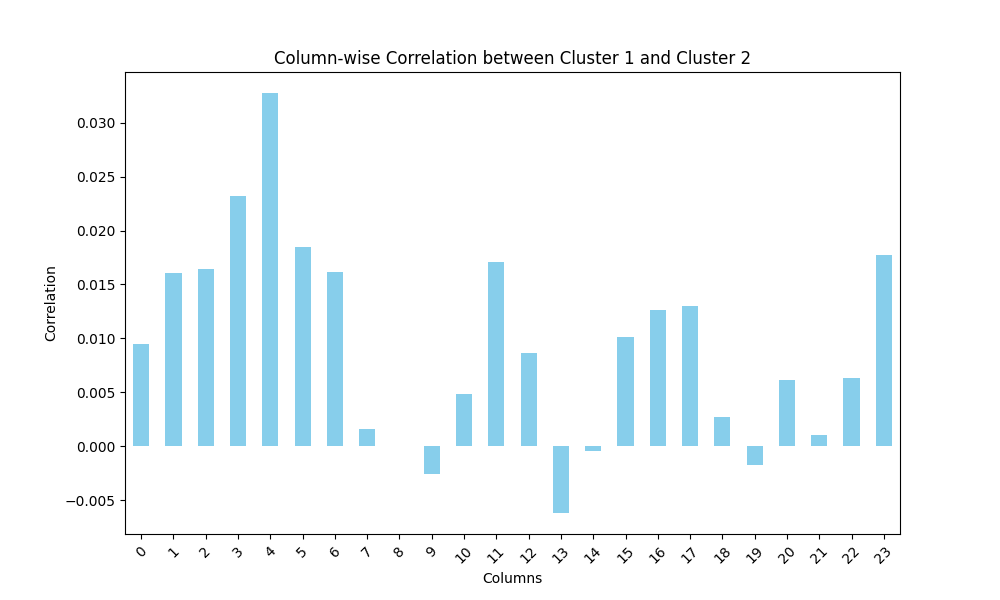 Column-wise Correlation between Cluster 1 and Cluster 2
0.030
0.025
0.020
0.015
0.010
0.005
0.000
−0.005
Correlation
0 1 2 3 4 5 6 7 8 9 10 11 12 13 14 15 16 17 18 19 20 21 22 23
Columns